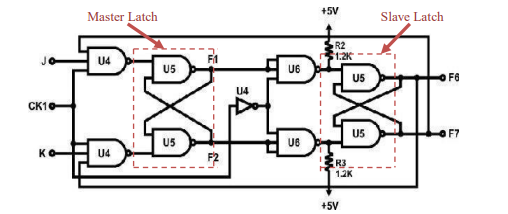 +5V
Master Latch
Slave Latch
R2
1.2K
J
U4
U5
F1
U6
U5
F6
CK1
U4
K
U4
U5
F2
U6
U5
F7
R3
1.2K
+5V